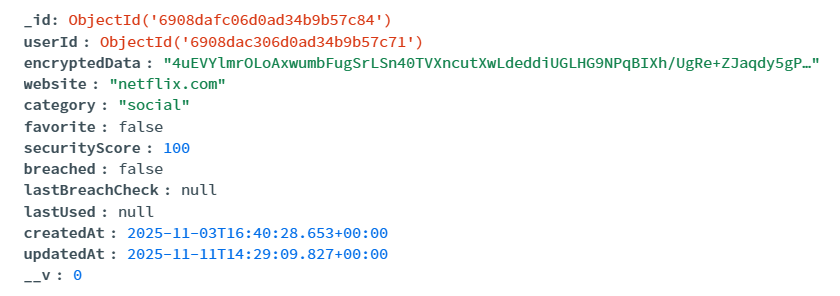 _id: ObjectId('6908dafc06d0ad34b9b57c84')
userId : ObjectId('6908dac306d0ad34b9b57c71')
encryptedData : "4uEVYlmrOLoAxwumbFugSrLSn40TVXncutXwLdeddiUGLHG9NPqBIXh/UgRe+ZJaqdy5gP…"
website : "netflix.com"
category : "social"
favorite : false
securityScore : 100
breached : false
lastBreachCheck : null
lastUsed : null
createdAt : 2025-11-03T16:40:28.653+00:00
updatedAt : 2025-11-11T14:29:09.827+00:00
__v : 0